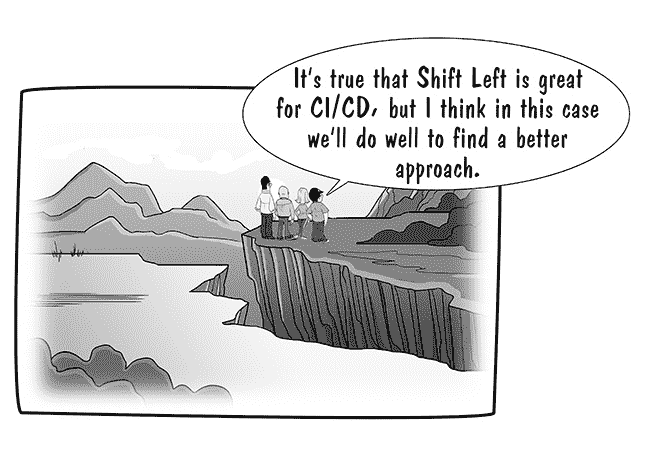 It's true that Shift Left is great
for CI/CD, but I think in this case
we'll do well to find a better
approach.